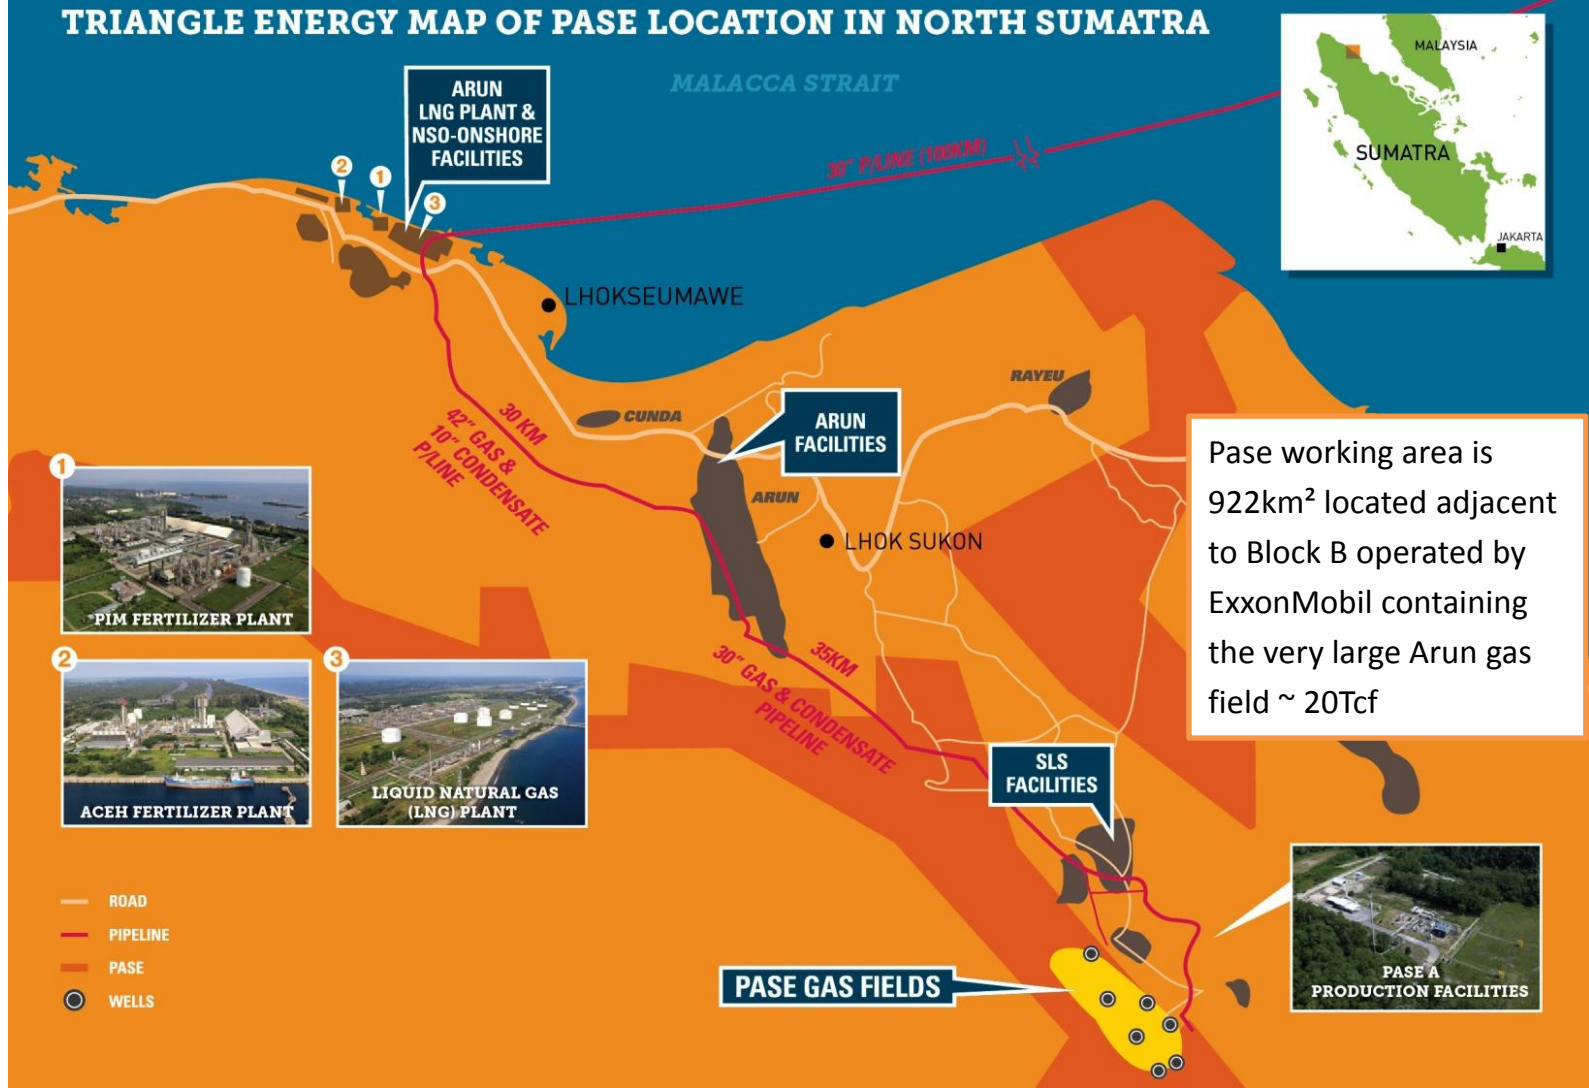 TRIANGLE ENERGY MAP OF PASE LOCATION IN NORTH SUMATRA
MALACCA STRAIT
MALAYSIA
SUMATRA
JAKARTA
ARUN
LNG PLANT &
NSO-ONSHORE
FACILITIES
2
1
3
30" P/LINE (100KM)
LHOKSEUMAWE
RAYEU
CUNDA
30 KM
42" GAS &
10" CONDENSATE
P/LINE
ARUN
FACILITIES
ARUN
LHOK SUKON
Pase working area is
922km² located adjacent
to Block B operated by
ExxonMobil containing
the very large Arun gas
field ~ 20Tcf
1
PIM FERTILIZER PLANT
2
ACEH FERTILIZER PLANT
3
LIQUID NATURAL GAS
(LNG) PLANT
35KM
30" GAS & CONDENSATE
PIPELINE
SLS
FACILITIES
ROAD
PIPELINE
PASE
WELLS
PASE GAS FIELDS
PASE A
PRODUCTION FACILITIES